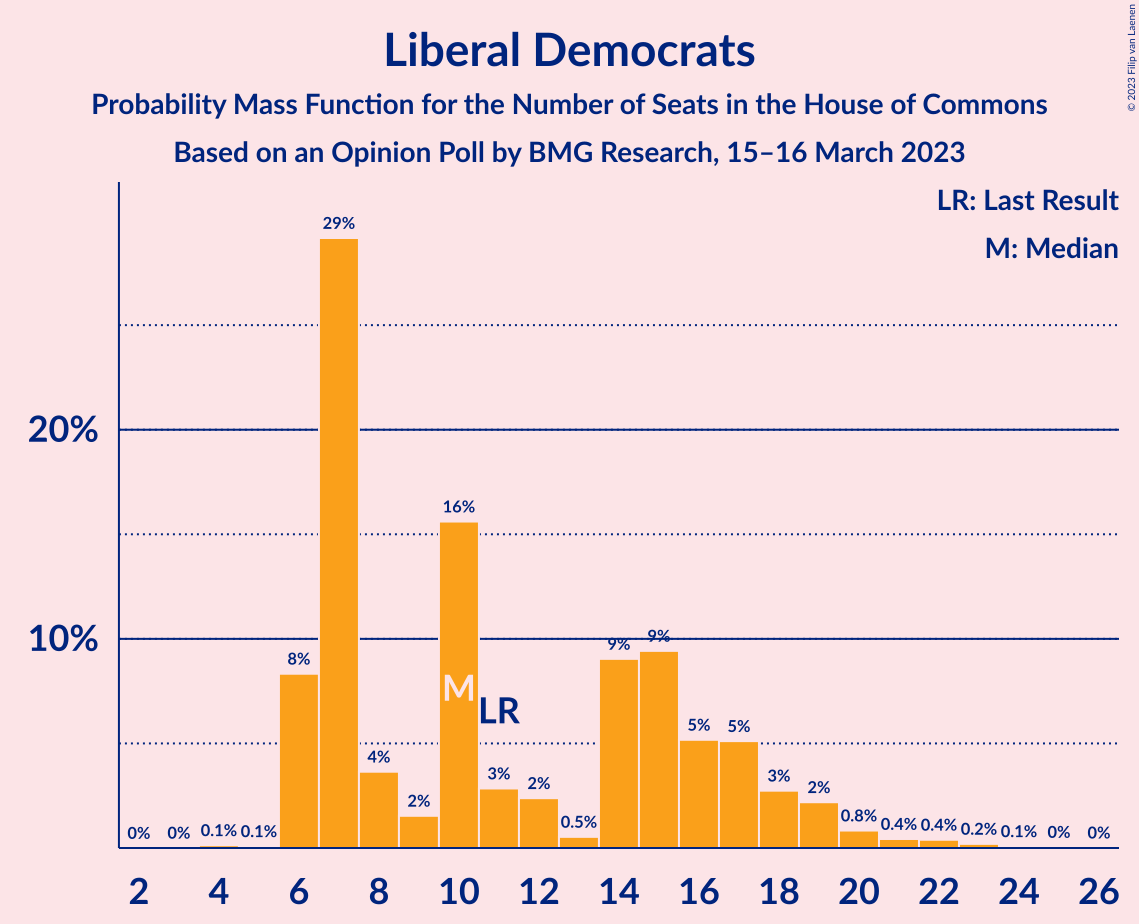 Liberal Democrats
Probability Mass Function for the Number of Seats in the House of Commons
Based on an Opinion Poll by BMG Research, 15–16 March 2023
© 2023 Filip van Laenen
LR: Last Result
M: Median
20%
10%
0% 0% 0.1% 0.1% 8% 29% 4% 2% 16% 3% 2% 0.5% 9% 9% 5% 5% 3% 2% 0.8% 0.4% 0.4% 0.2% 0.1% 0% 0%
M
LR
2 4 6 8 10 12 14 16 18 20 22 24 26